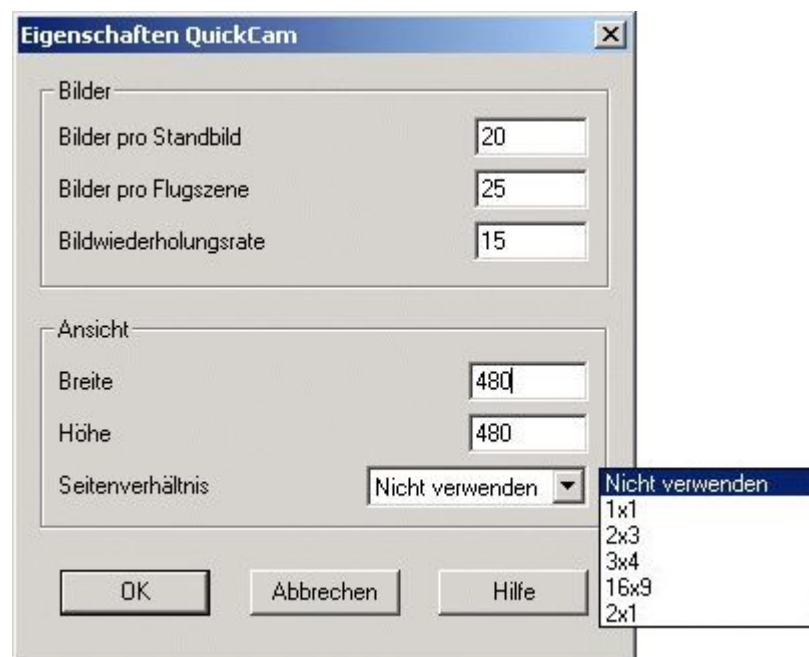 Eigenschaften QuickCam
Bilder
Bilder pro Standbild 20
Bilder pro Flugszene 25
Bildwiederholungsrate 15
Ansicht
Breite 480
Höhe 480
Seitenverhältnis Nicht verwenden
Nicht verwenden
1x1
2x3
3x4
16x9
2x1
OK Abbrechen Hilfe